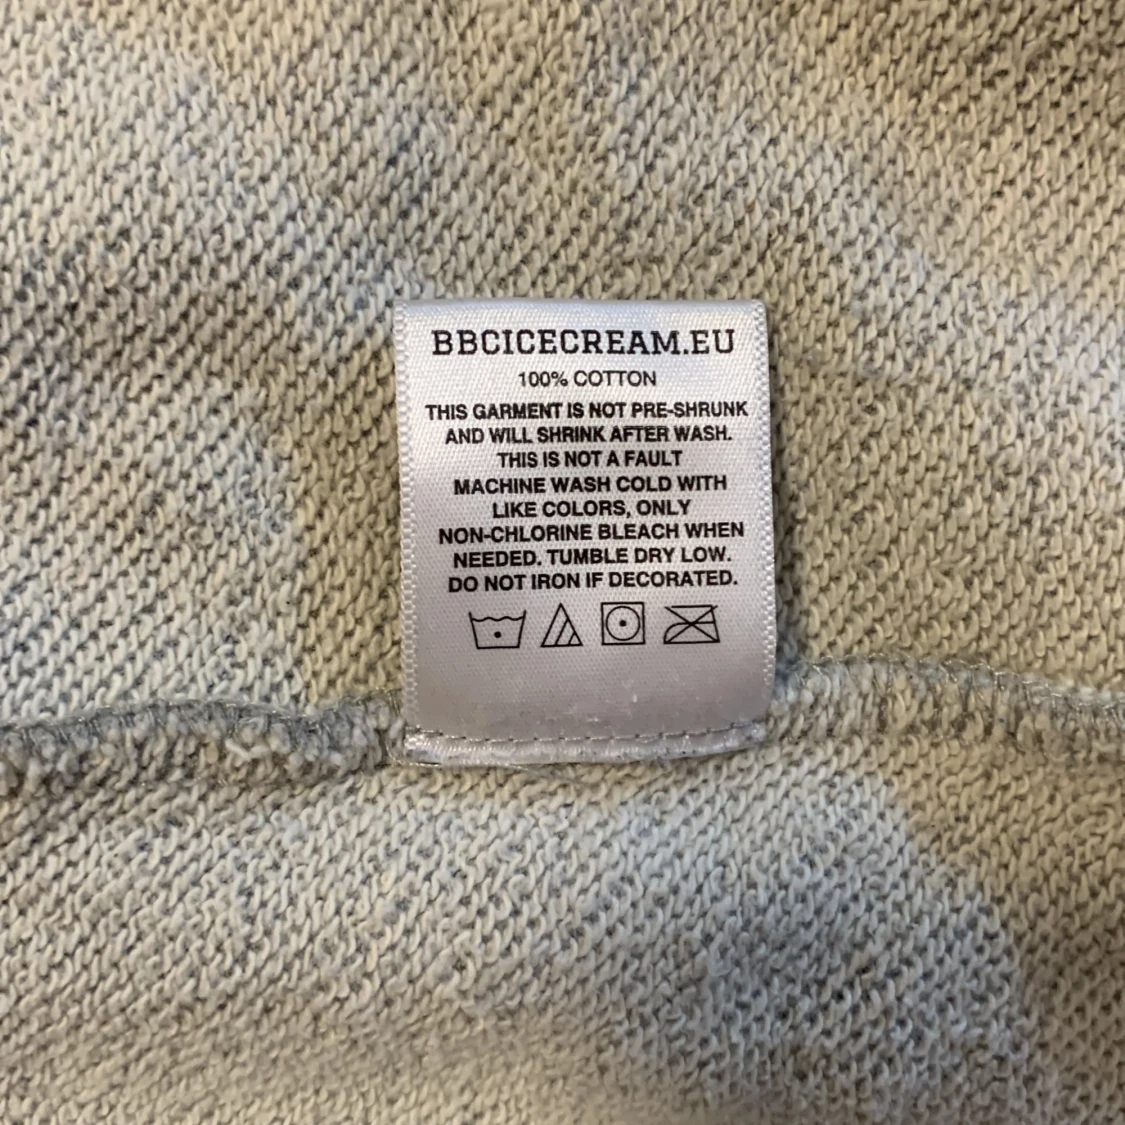 BBCICECREAM.EU
100% COTTON
THIS GARMENT IS NOT PRE-SHRUNK
AND WILL SHRINK AFTER WASH.
THIS IS NOT A FAULT
MACHINE WASH COLD WITH
LIKE COLORS, ONLY
NON-CHLORINE BLEACH WHEN
NEEDED. TUMBLE DRY LOW.
DO NOT IRON IF DECORATED.